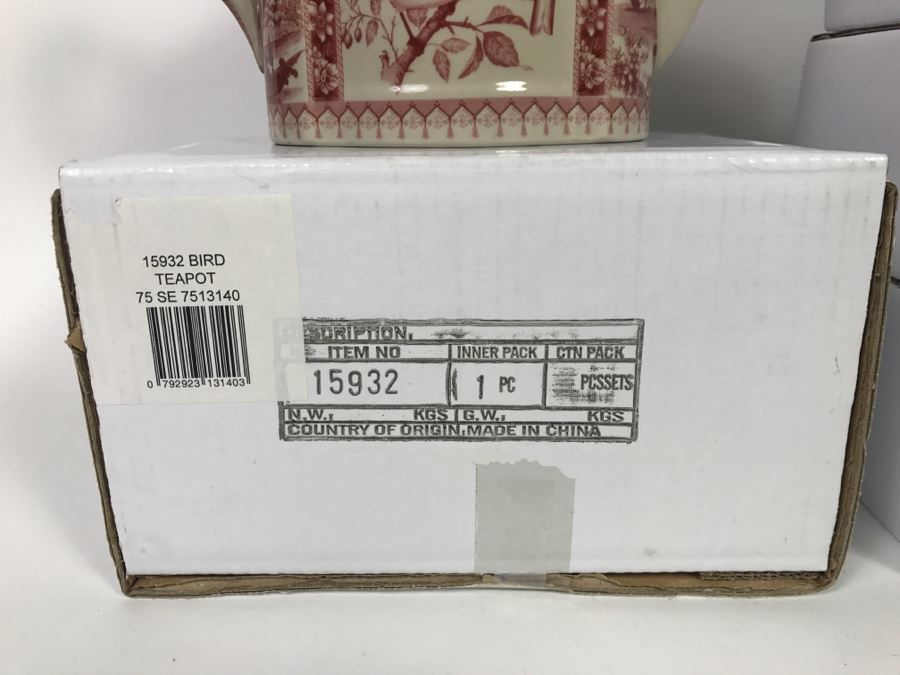 15932 BIRD
TEAPOT
75 SE 7513140
0 792923 131403
ITEM NO INNER PACK CTN PACK
15932 1 PC PCSSETS
N.W.: KGS G.W.: KGS
COUNTRY OF ORIGIN, MADE IN CHINA